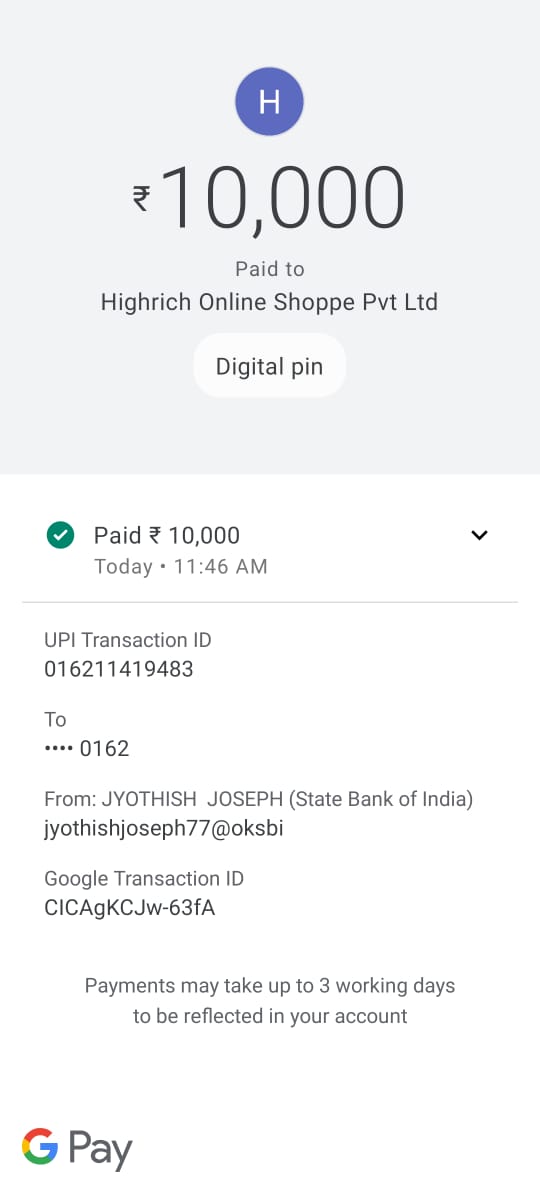 H
₹10,000
Paid to
Highrich Online Shoppe Pvt Ltd
Digital pin
Paid ₹ 10,000
Today • 11:46 AM
UPI Transaction ID
016211419483
To
•••• 0162
From: JYOTHISH  JOSEPH (State Bank of India)
jyothishjoseph77@oksbi
Google Transaction ID
CICAgKCJw-63fA
Payments may take up to 3 working days
to be reflected in your account
G Pay